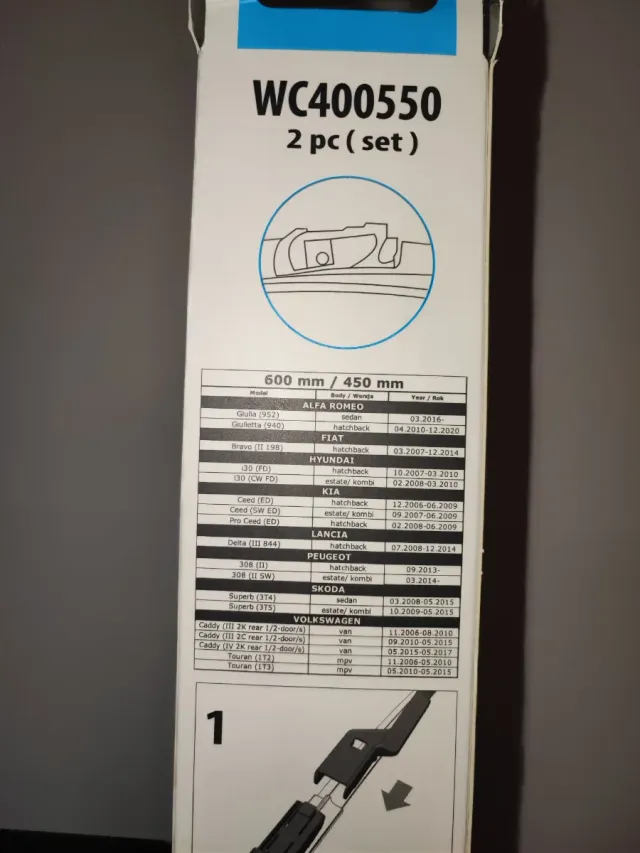 WC400550
2 pc ( set )
600 mm / 450 mm
Model Body / Wersja Year / Rok
ALFA ROMEO
Giulia (952) sedan 03.2016-
Giulietta (940) hatchback 04.2010-12.2020
FIAT
Bravo (II 198) hatchback 03.2007-12.2014
HYUNDAI
i30 (FD) hatchback 10.2007-03.2010
i30 (CW FD) estate/ kombi 02.2008-03.2010
KIA
Ceed (ED) hatchback 12.2006-06.2009
Ceed (SW ED) estate/ kombi 09.2007-06.2009
Pro Ceed (ED) hatchback 02.2008-06.2009
LANCIA
Delta (III 844) hatchback 07.2008-12.2014
PEUGEOT
308 (II) hatchback 09.2013-
308 (II SW) estate/ kombi 03.2014-
SKODA
Superb (3T4) sedan 03.2008-05.2015
Superb (3T5) estate/ kombi 10.2009-05.2015
VOLKSWAGEN
Caddy (III 2K rear 1/2-door/s) van 11.2006-08.2010
Caddy (III 2C rear 1/2-door/s) van 09.2010-05.2015
Caddy (IV 2K rear 1/2-door/s) van 05.2015-05.2017
Touran (1T2) mpv 11.2006-05.2010
Touran (1T3) mpv 05.2010-05.2015
1